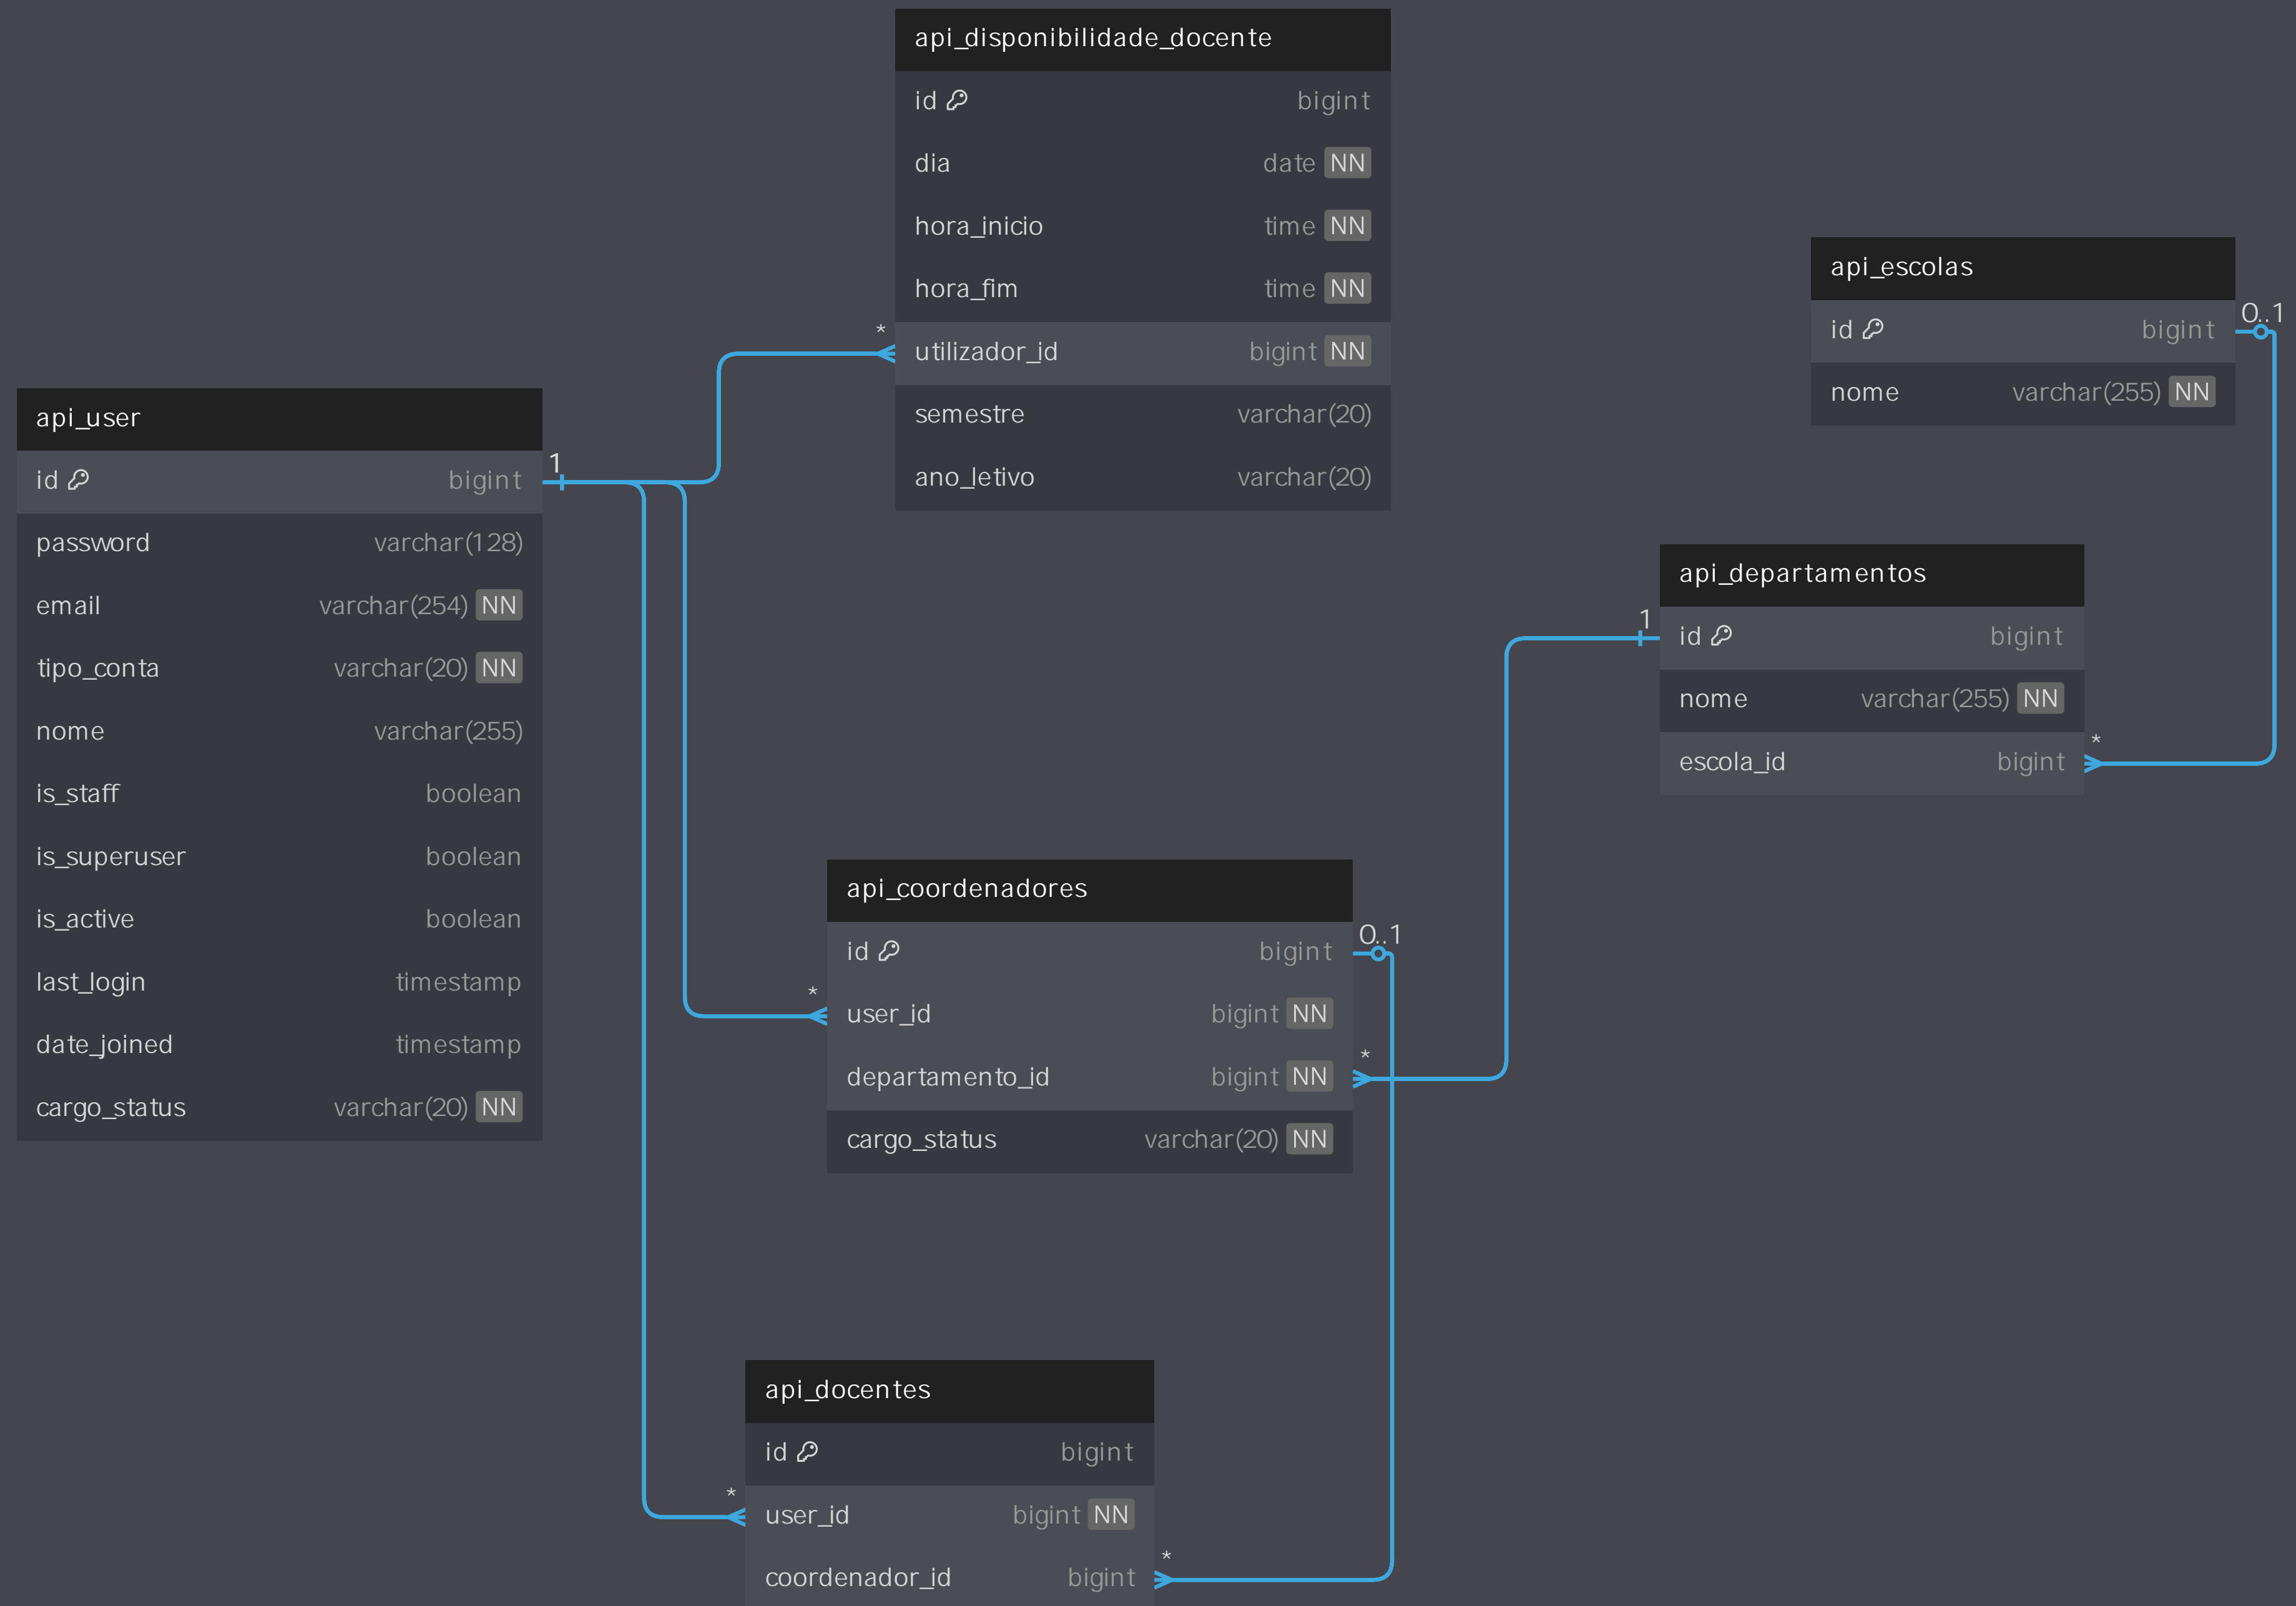 api_disponibilidade_docente
id bigint
dia date NN
hora_inicio time NN
hora_fim time NN
* utilizador_id bigint NN
semestre varchar(20)
ano_letivo varchar(20)
api_escolas
id bigint 0..1
nome varchar(255) NN
api_user
id bigint 1
password varchar(128)
email varchar(254) NN
tipo_conta varchar(20) NN
nome varchar(255)
is_staff boolean
is_superuser boolean
is_active boolean
last_login timestamp
date_joined timestamp
cargo_status varchar(20) NN
api_departamentos
1 id bigint
nome varchar(255) NN
escola_id bigint *
api_coordenadores
id bigint 0..1
* user_id bigint NN
departamento_id bigint NN *
cargo_status varchar(20) NN
api_docentes
id bigint
* user_id bigint NN
coordenador_id bigint *